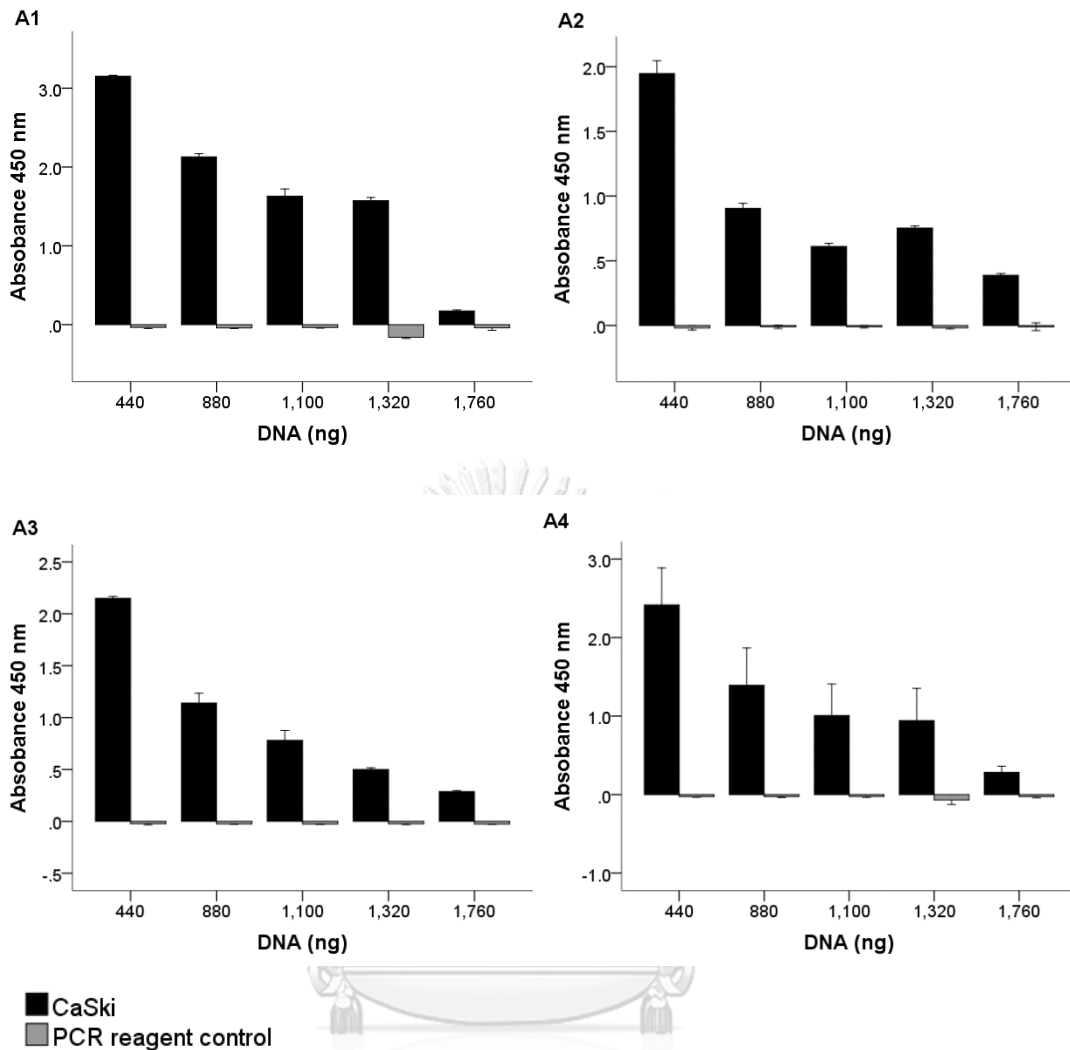 A1
Absobance 450 nm
3.0
2.0
1.0
.0
440 880 1,100 1,320 1,760
DNA (ng)
A2
Absobance 450 nm
2.0
1.5
1.0
.5
.0
440 880 1,100 1,320 1,760
DNA (ng)
A3
Absobance 450 nm
2.5
2.0
1.5
1.0
.5
.0
-.5
440 880 1,100 1,320 1,760
DNA (ng)
A4
Absobance 450 nm
3.0
2.0
1.0
.0
-1.0
440 880 1,100 1,320 1,760
DNA (ng)
CaSki
PCR reagent control